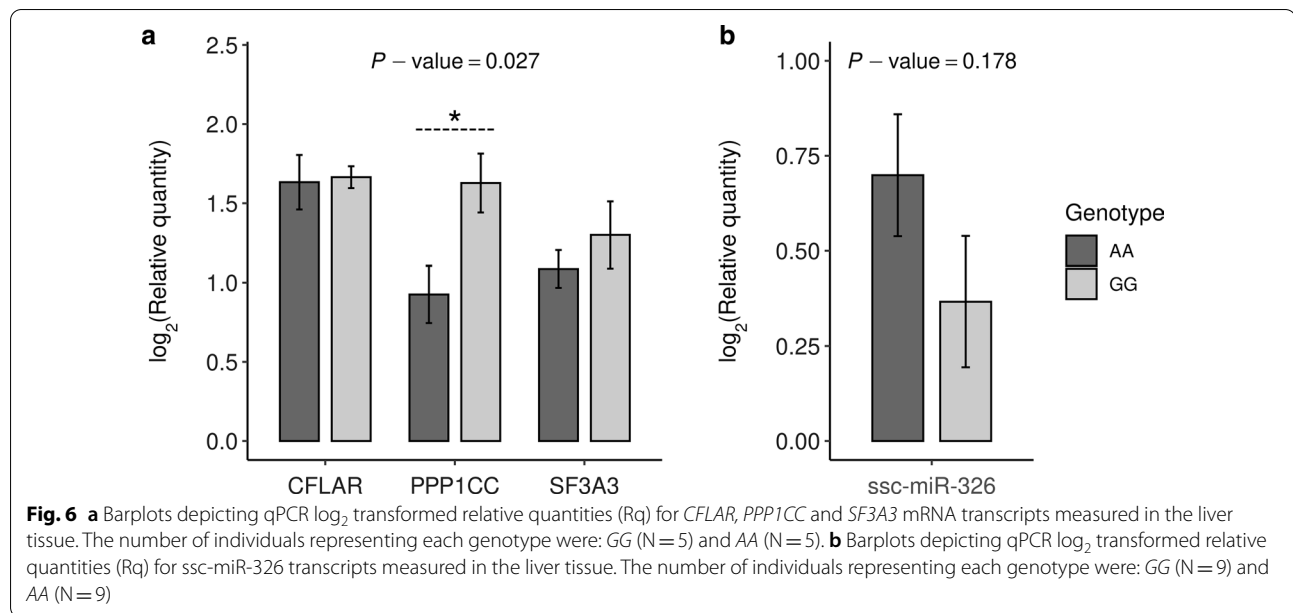 a
P – value = 0.027
*
2.5
2.0
1.5
1.0
0.5
0.0
log2(Relative quantity)
CFLAR PPP1CC SF3A3
b
P – value = 0.178
1.00
0.75
0.50
0.25
0.00
log2(Relative quantity)
ssc-miR-326
Genotype
AA
GG
Fig. 6 a Barplots depicting qPCR log2 transformed relative quantities (Rq) for CFLAR, PPP1CC and SF3A3 mRNA transcripts measured in the liver
tissue. The number of individuals representing each genotype were: GG (N = 5) and AA (N = 5). b Barplots depicting qPCR log2 transformed relative
quantities (Rq) for ssc-miR-326 transcripts measured in the liver tissue. The number of individuals representing each genotype were: GG (N = 9) and
AA (N = 9)